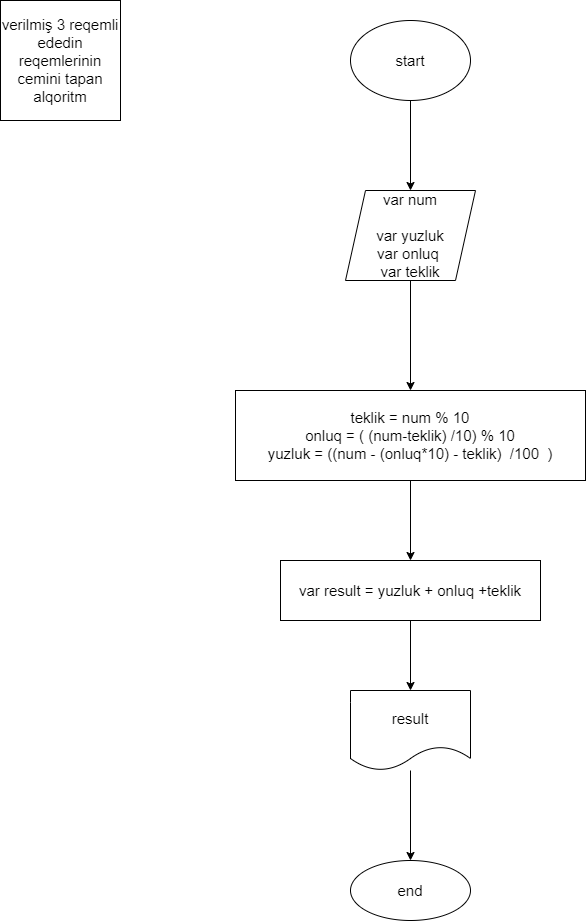 verilmiş 3 reqemli
ededin
reqemlerinin
cemini tapan
alqoritm
start
var num
var yuzluk
var onluq
var teklik
teklik = num % 10
onluq = ( (num-teklik) /10) % 10
yuzluk = ((num - (onluq*10) - teklik)  /100  )
var result = yuzluk + onluq +teklik
result
end